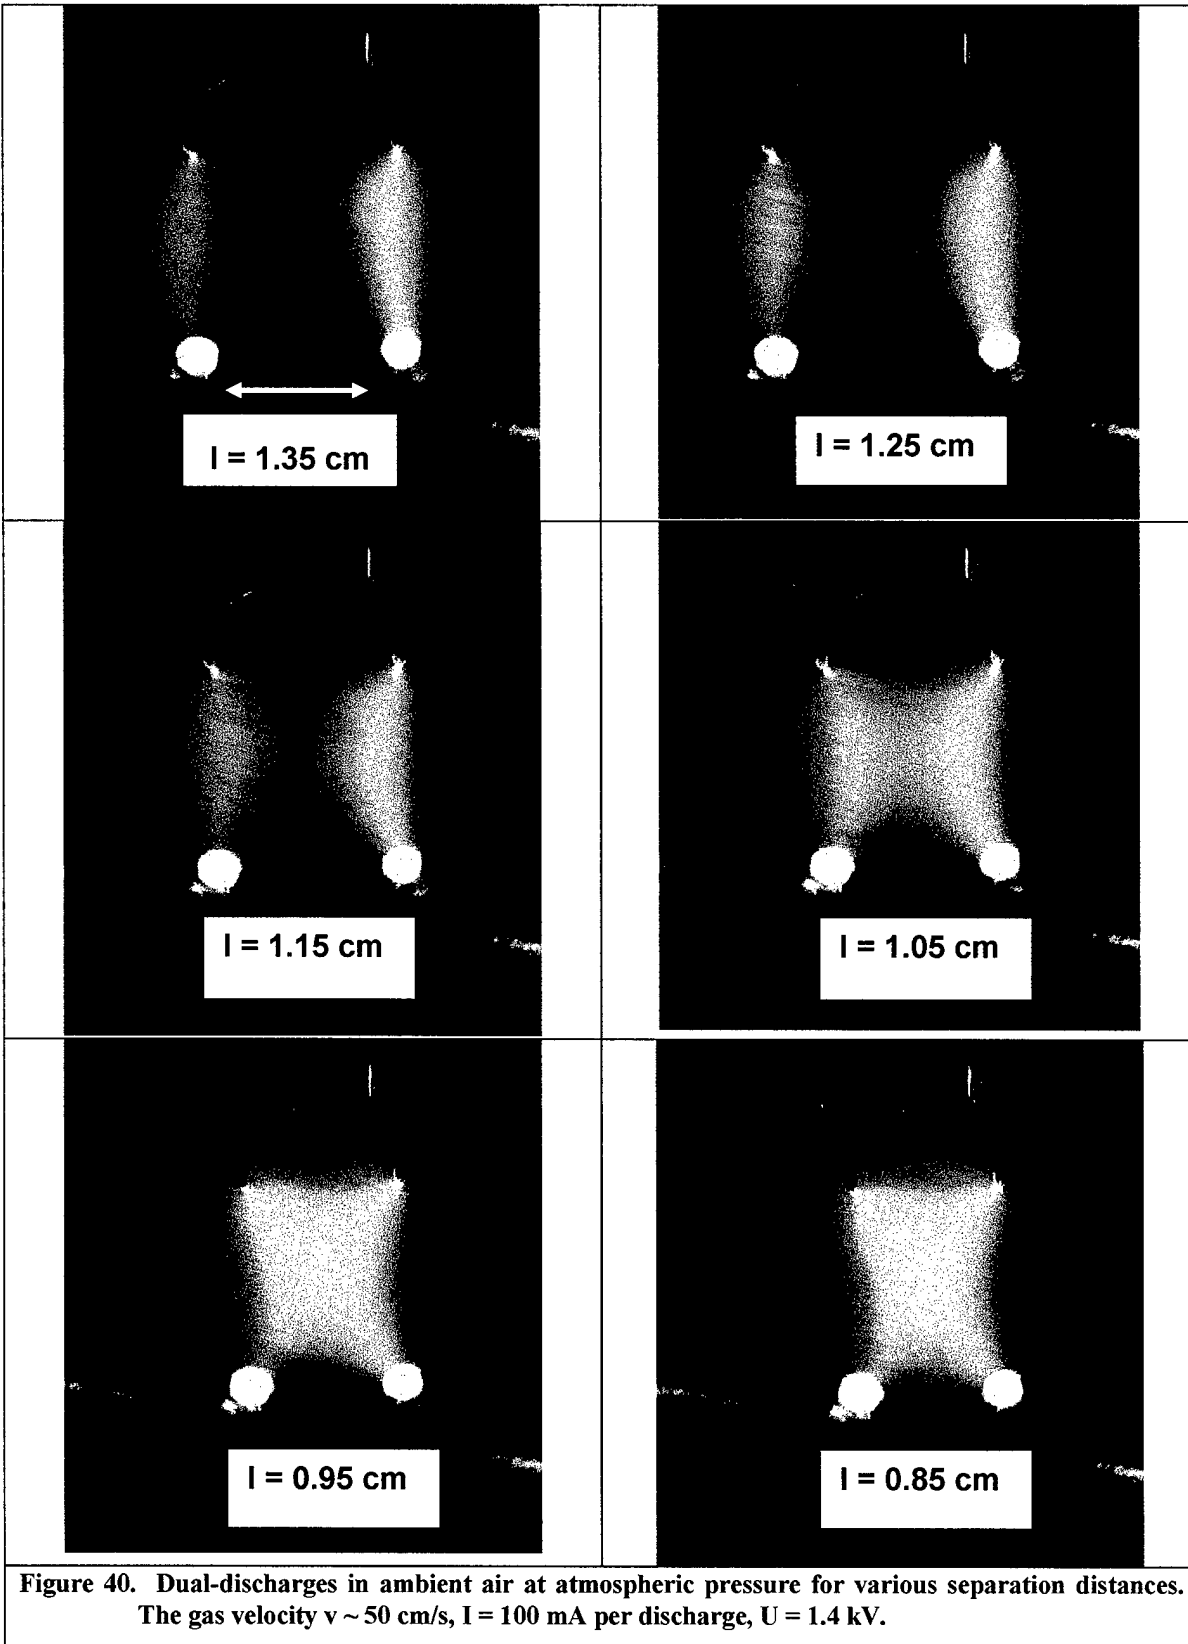 l = 1.35 cm
l = 1.25 cm
l = 1.15 cm
l = 1.05 cm
l = 0.95 cm
l = 0.85 cm
Figure 40. Dual-discharges in ambient air at atmospheric pressure for various separation distances.
The gas velocity v ~ 50 cm/s, I = 100 mA per discharge, U = 1.4 kV.